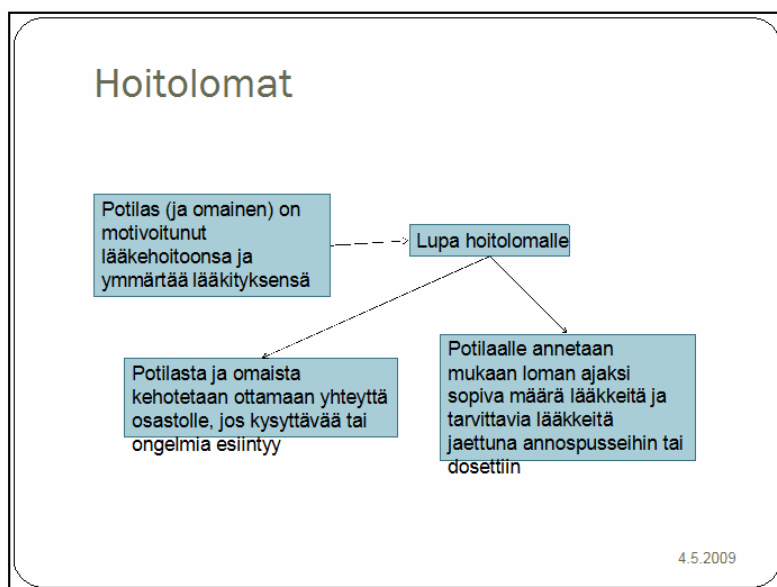 Hoitolomat
Potilas (ja omainen) on
motivoitunut
lääkehoitoonsa ja
ymmärtää lääkityksensä
Lupa hoitolomalle
Potilasta ja omaista
kehotetaan ottamaan yhteyttä
osastolle, jos kysyttävää tai
ongelmia esiintyy
Potilaalle annetaan
mukaan loman ajaksi
sopiva määrä lääkkeitä ja
tarvittavia lääkkeitä
jaettuna annospusseihin tai
dosettiin
4.5.2009